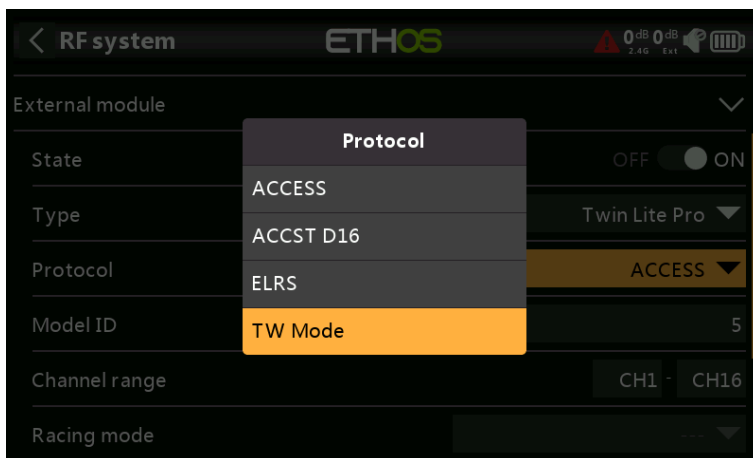 RF system ETHOS 0dB 0dB
2.4G Ext
External module
Protocol
State OFF ON
ACCESS
Type Twin Lite Pro
ACCST D16
Protocol ACCESS
ELRS
Model ID 5
TW Mode
Channel range CH1 - CH16
Racing mode ---